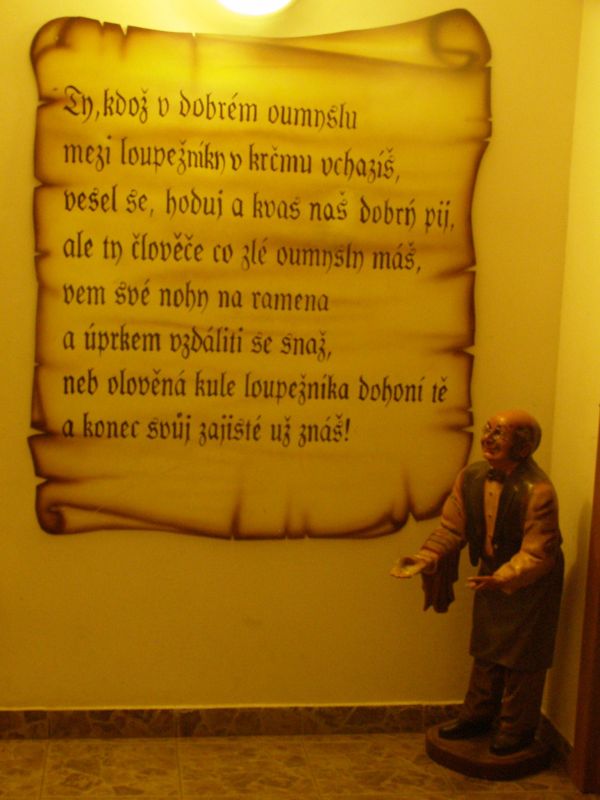 Ty, kdož v dobrém oumyslu
mezi loupežníky v krčmu vchazíš,
vesel se, hoduj a kvas naš dobrý pij,
ale ty člověče co zlé oumysly máš,
vem své nohy na ramena
a úprkem vzdáliti se snaž,
neb olověná kule loupežníka dohoní tě
a konec svůj zajisté už znáš!